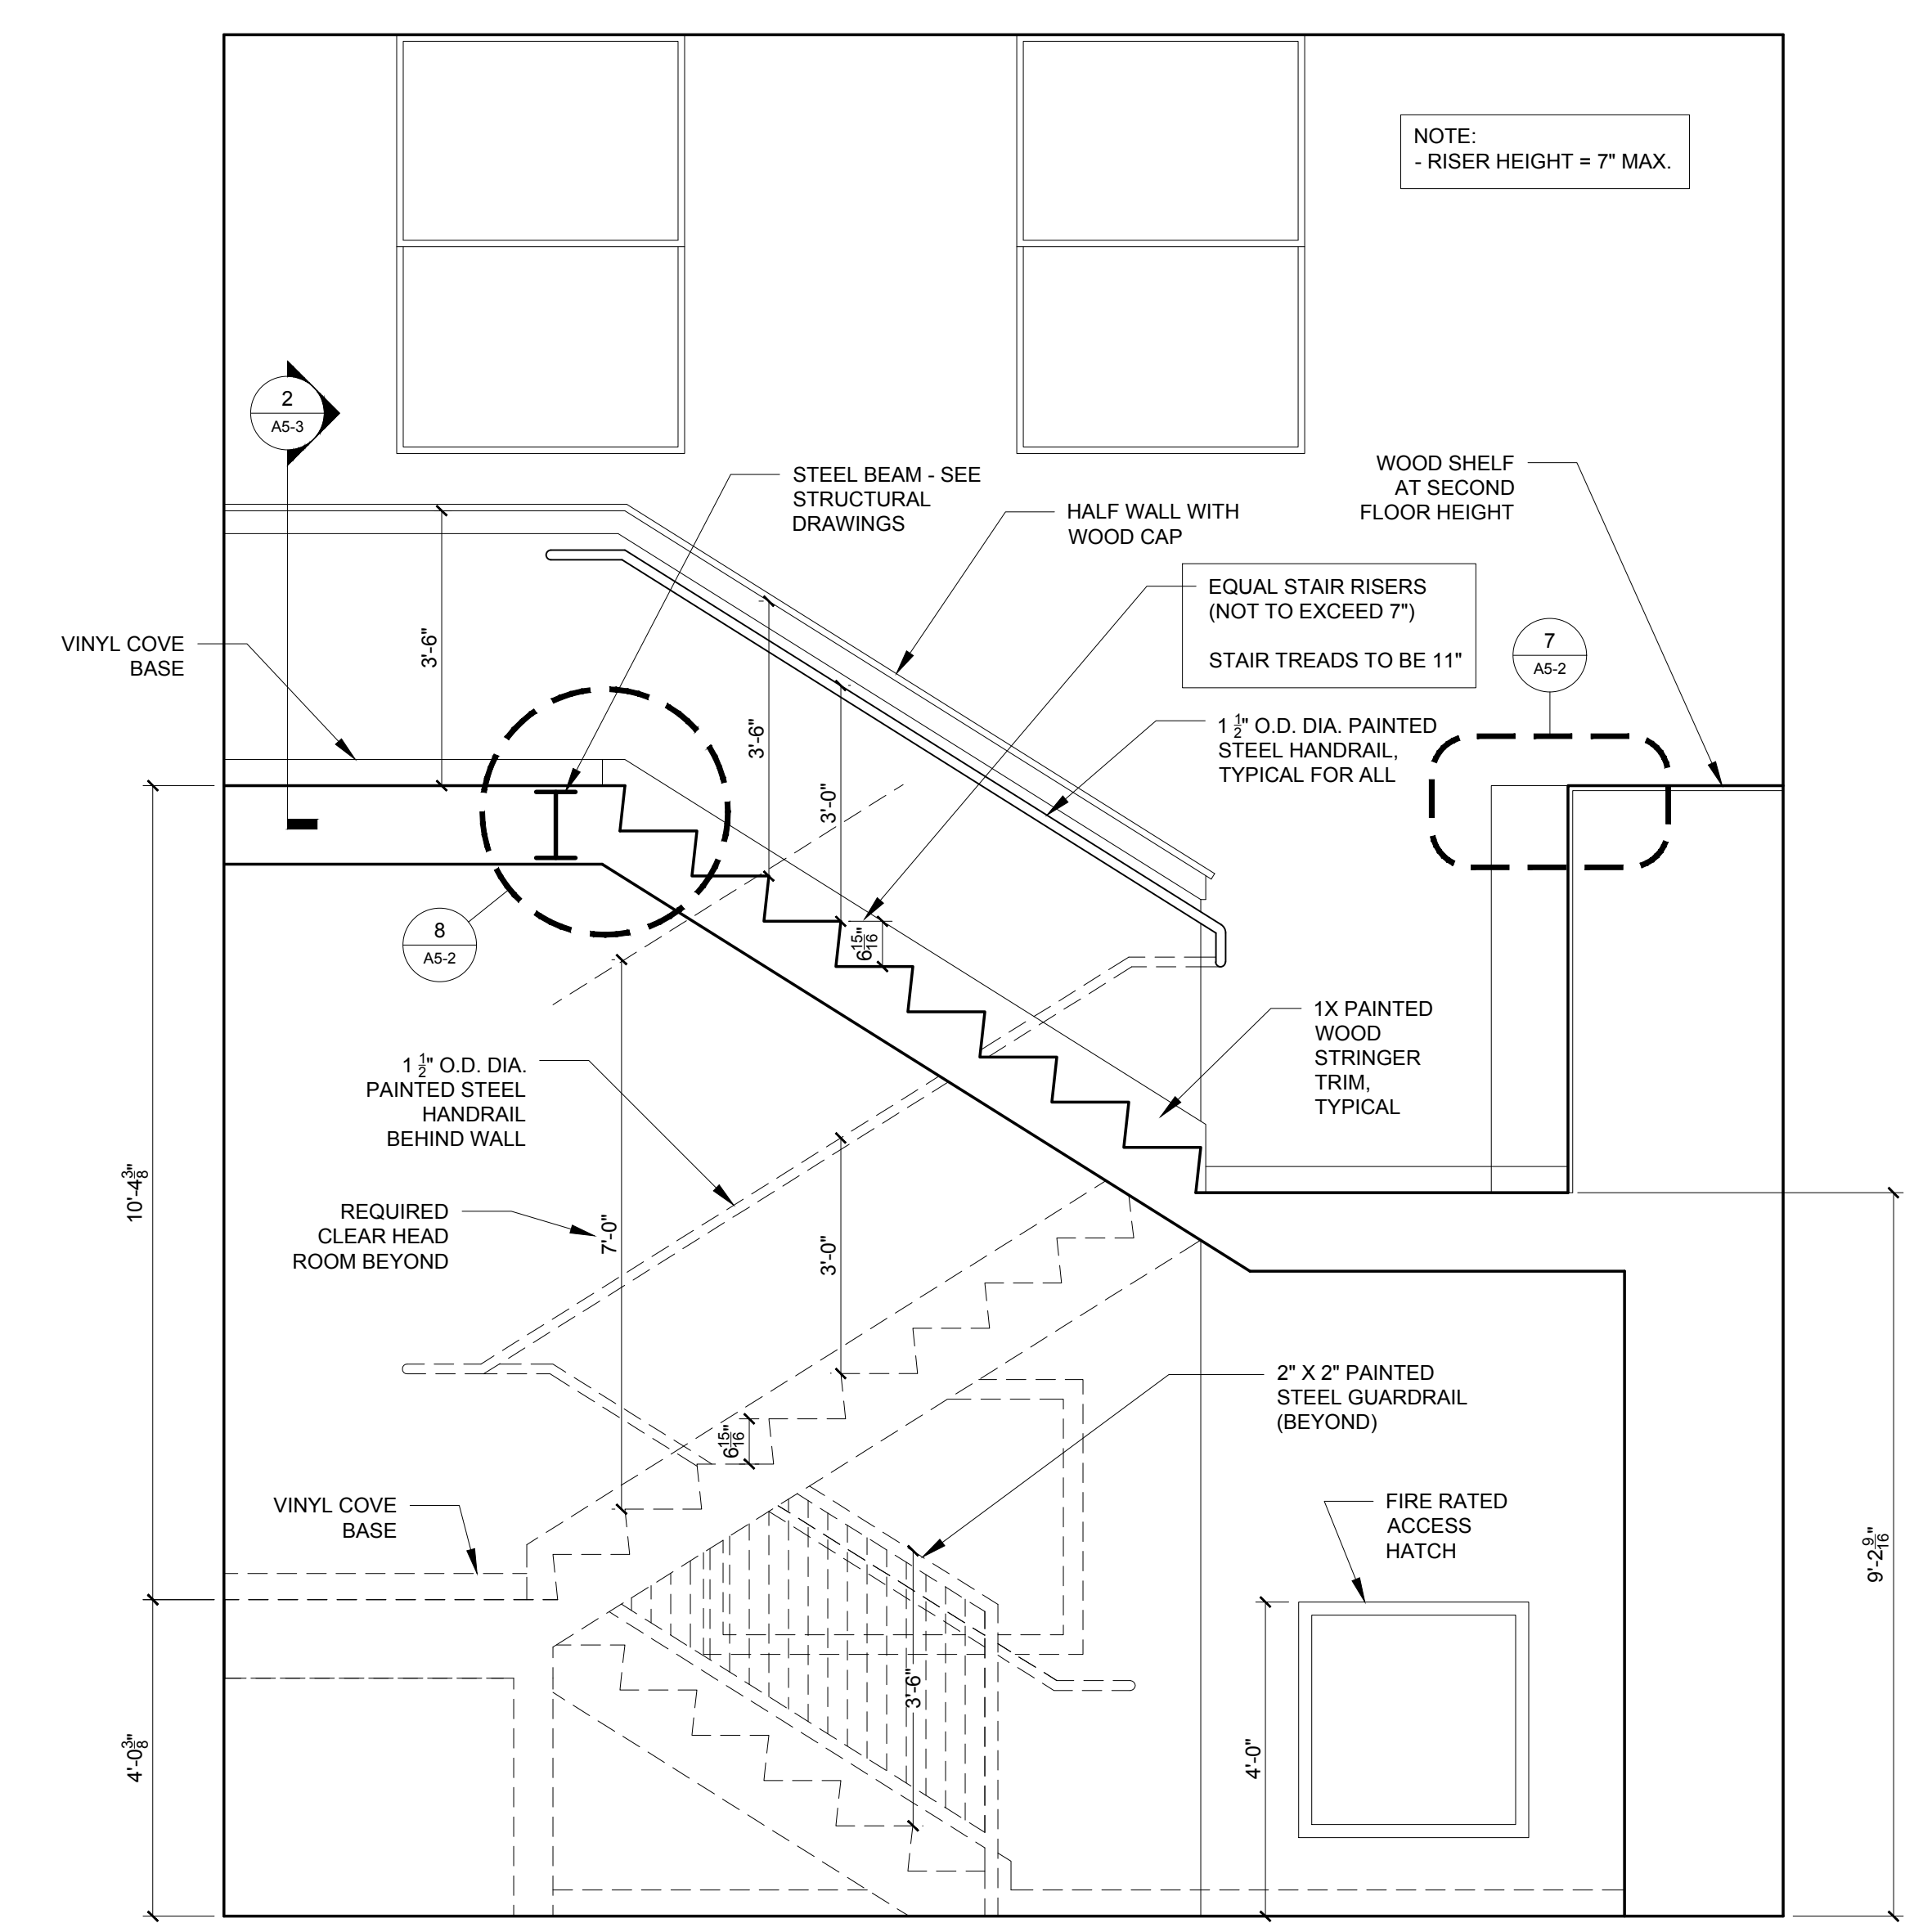 NOTE:
- RISER HEIGHT = 7" MAX.
2
A5-3
STEEL BEAM - SEE
STRUCTURAL
DRAWINGS
HALF WALL WITH
WOOD CAP
WOOD SHELF
AT SECOND
FLOOR HEIGHT
EQUAL STAIR RISERS
(NOT TO EXCEED 7")
STAIR TREADS TO BE 11"
7
A5-2
VINYL COVE
BASE
3'-6"
3'-6"
3'-0"
1 1/2" O.D. DIA. PAINTED
STEEL HANDRAIL,
TYPICAL FOR ALL
8
A5-2
6 15/16"
1X PAINTED
WOOD
STRINGER
TRIM,
TYPICAL
1 1/2" O.D. DIA.
PAINTED STEEL
HANDRAIL
BEHIND WALL
10'-4 3/8"
REQUIRED
CLEAR HEAD
ROOM BEYOND
7'-0"
3'-0"
2" X 2" PAINTED
STEEL GUARDRAIL
(BEYOND)
6 15/16"
VINYL COVE
BASE
FIRE RATED
ACCESS
HATCH
9'-2 9/16"
3'-6"
4'-0 3/8"
4'-0"